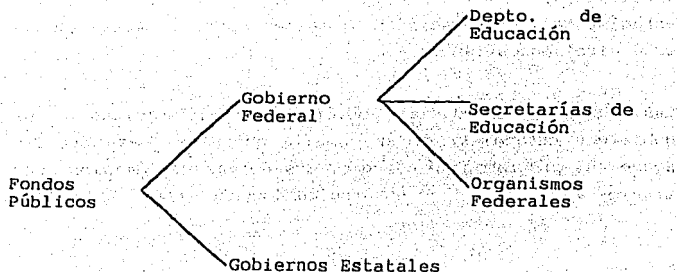 Depto. de
Educación
Gobierno
Federal
Secretarías de
Educación
Fondos
Públicos
Organismos
Federales
Gobiernos Estatales